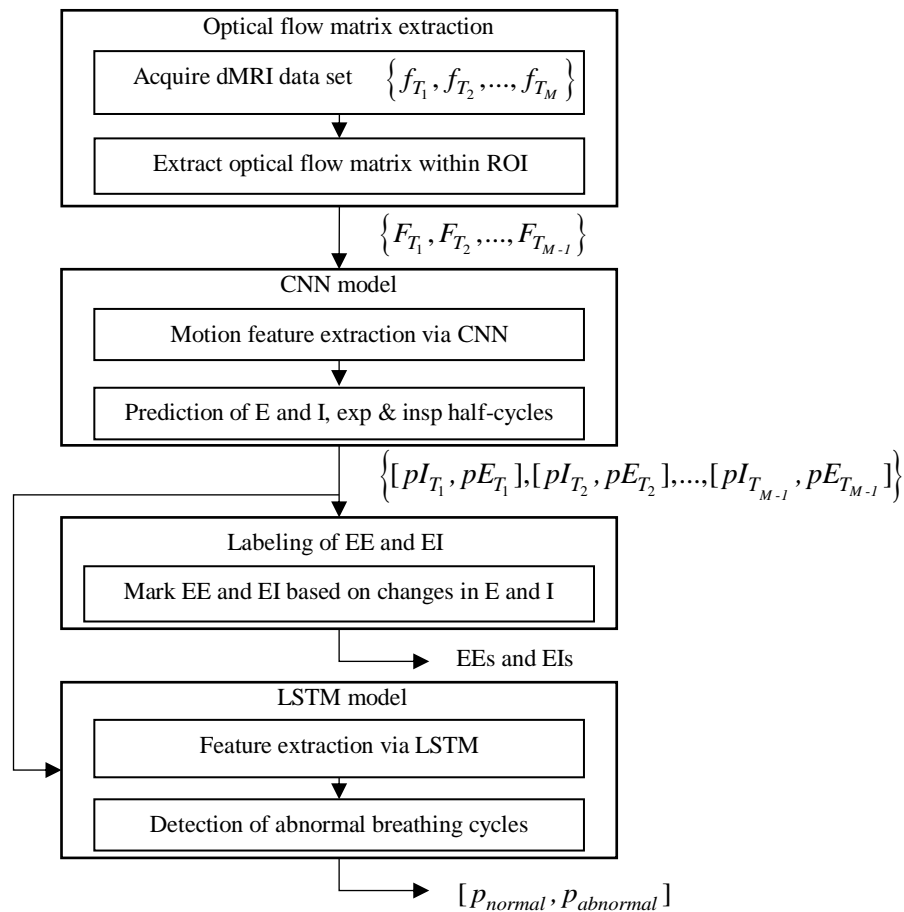 Optical flow matrix extraction
Acquire dMRI data set {f_{T_1}, f_{T_2},..., f_{T_M}}
Extract optical flow matrix within ROI
{F_{T_1}, F_{T_2},..., F_{T_{M-1}}}
CNN model
Motion feature extraction via CNN
Prediction of E and I, exp & insp half-cycles
{[pI_{T_1}, pE_{T_1}],[pI_{T_2}, pE_{T_2}],...,[pI_{T_{M-1}}, pE_{T_{M-1}}]}
Labeling of EE and EI
Mark EE and EI based on changes in E and I
EEs and EIs
LSTM model
Feature extraction via LSTM
Detection of abnormal breathing cycles
[p_{normal}, p_{abnormal}]